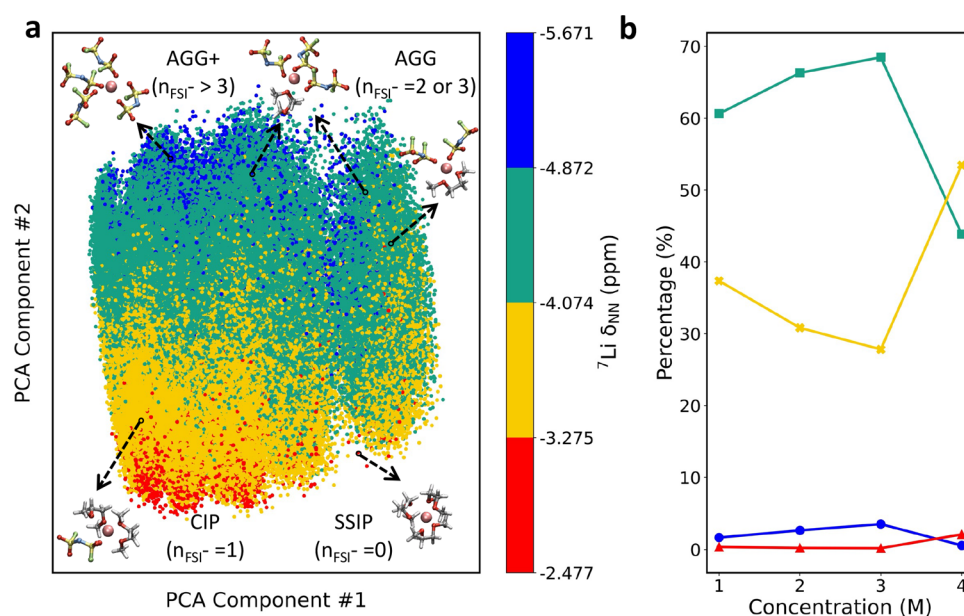 a
AGG+
(nFSI- > 3)
AGG
(nFSI- =2 or 3)
CIP
(nFSI- =1)
SSIP
(nFSI- =0)
PCA Component #2
PCA Component #1
-5.671
-4.872
-4.074
-3.275
-2.477
⁷Li δNN (ppm)
b
70
60
50
40
30
20
10
0
Percentage (%)
1 2 3 4
Concentration (M)